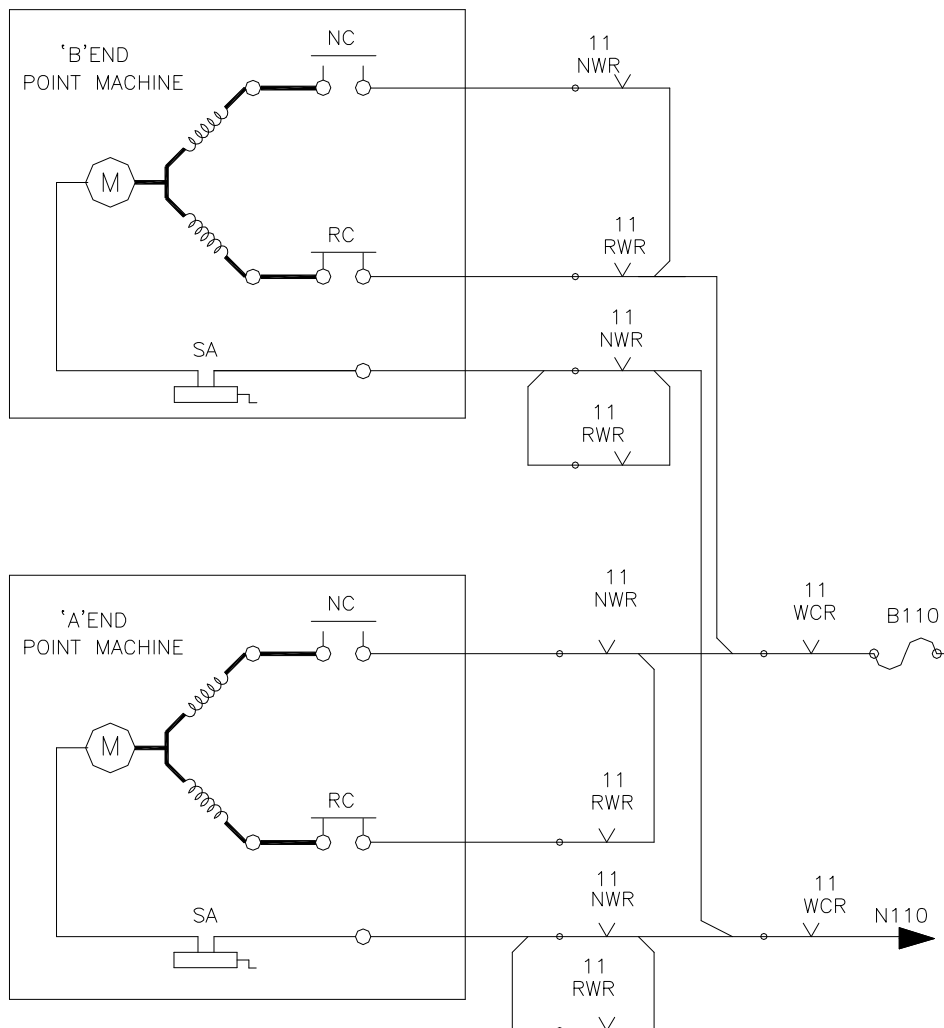 'B'END
POINT MACHINE
NC
11
NWR
M
11
RWR
RC
11
NWR
SA
11
RWR
'A'END
POINT MACHINE
NC
11
NWR
11
WCR
B110
M
11
RWR
RC
11
NWR
11
WCR
N110
SA
11
RWR